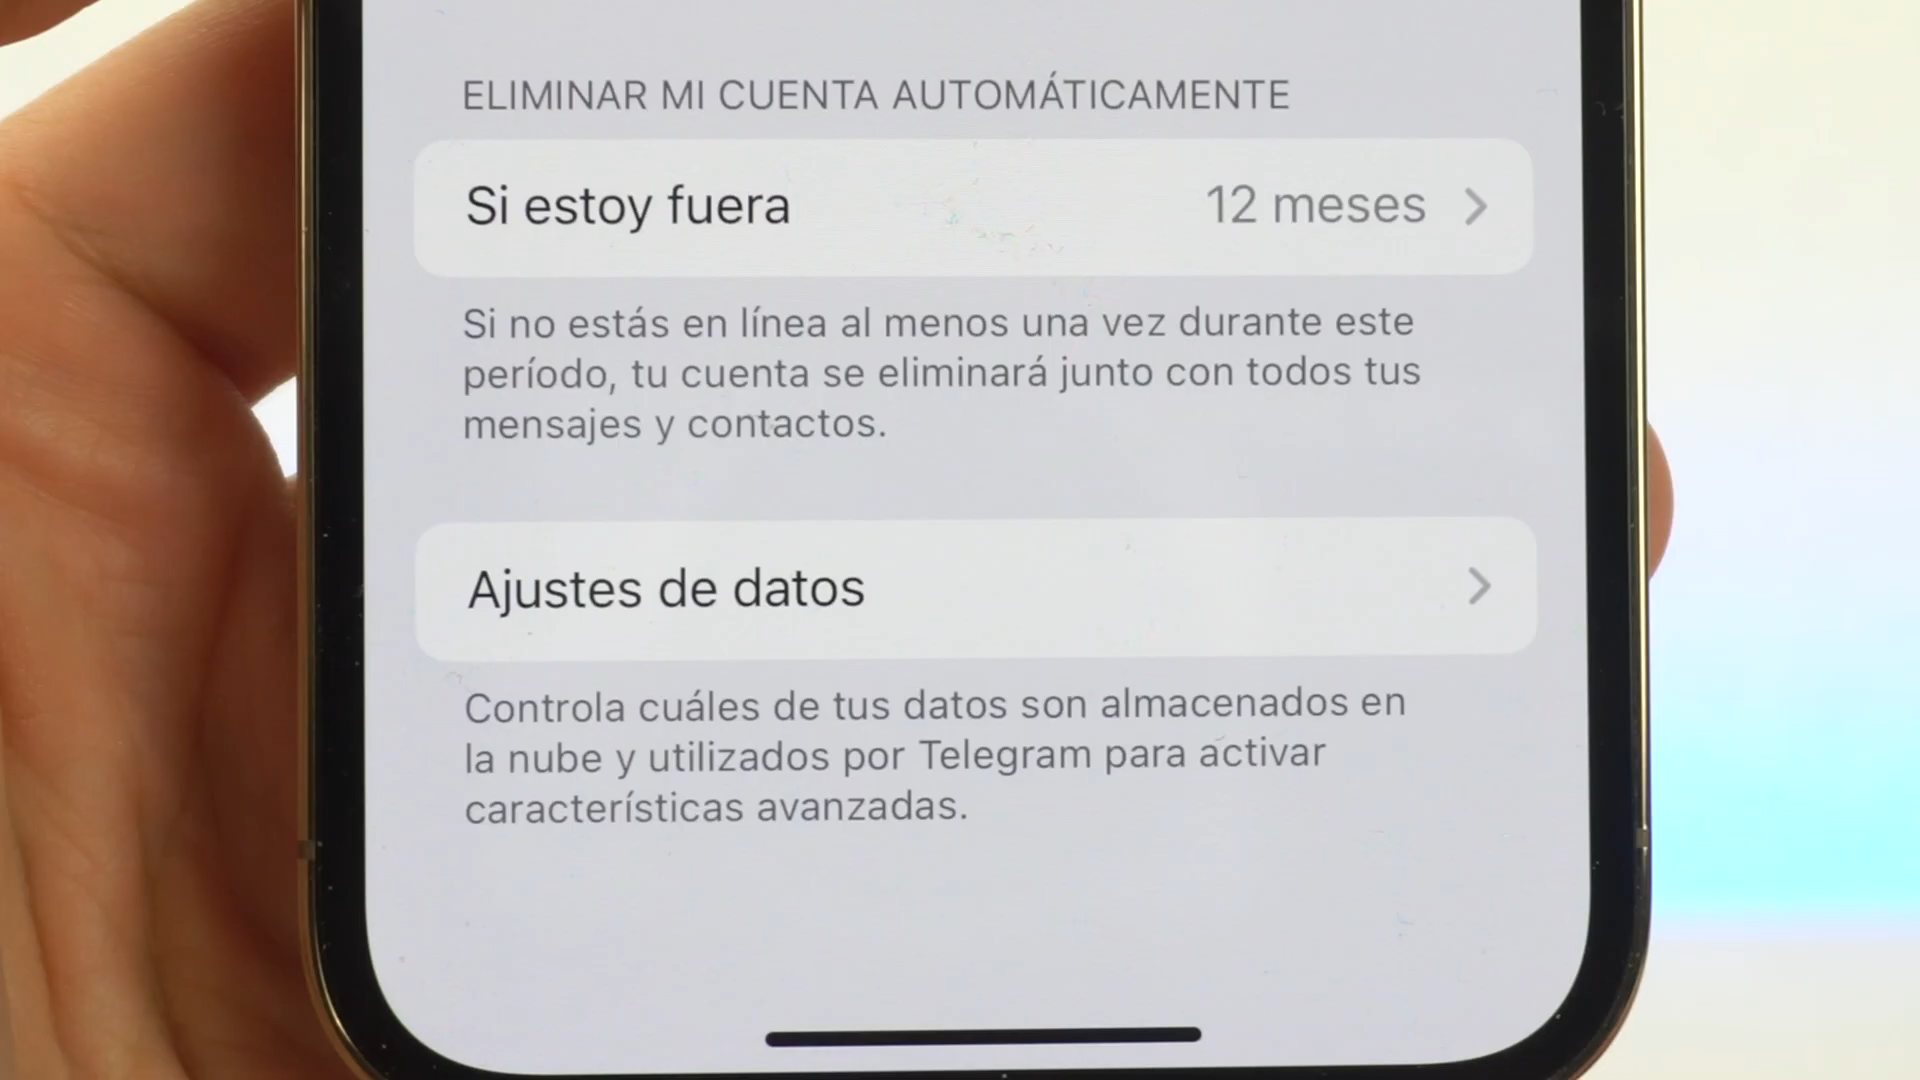 ELIMINAR MI CUENTA AUTOMÁTICAMENTE
Si estoy fuera 12 meses
Si no estás en línea al menos una vez durante este
período, tu cuenta se eliminará junto con todos tus
mensajes y contactos.
Ajustes de datos
Controla cuáles de tus datos son almacenados en
la nube y utilizados por Telegram para activar
características avanzadas.